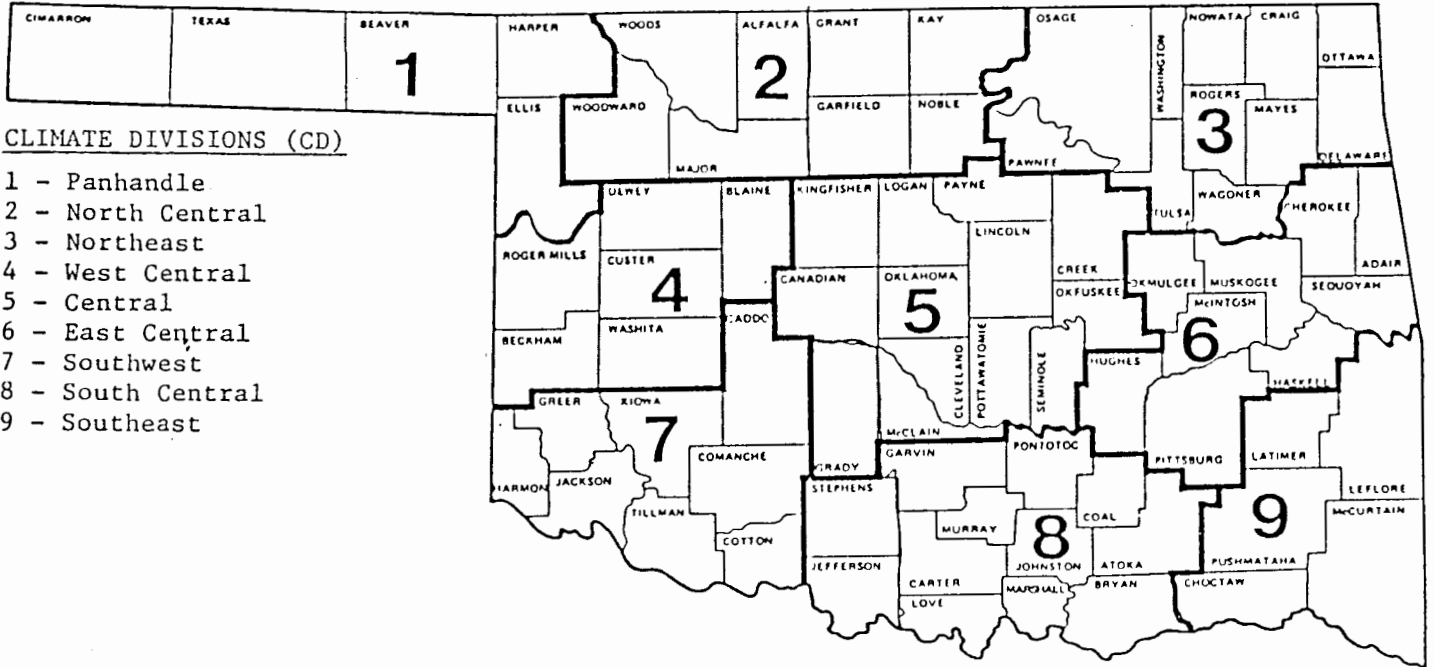 CIMARRON TEXAS BEAVER HARPER WOODS ALFALFA GRANT KAY OSAGE WASHINGTON NOWATA CRAIG
OTTAWA
1 2 3
ELLIS WOODWARD GARFIELD NOBLE ROGERS MAYES
MAJOR PAWNEE DELAWARE
CLIMATE DIVISIONS (CD)
1 - Panhandle
2 - North Central
3 - Northeast
4 - West Central
5 - Central
6 - East Central
7 - Southwest
8 - South Central
9 - Southeast
DEWEY BLAINE KINGFISHER LOGAN PAYNE WAGONER
TULSA CHEROKEE
LINCOLN
ROGER MILLS CUSTER CANADIAN OKLAHOMA CREEK ADAIR
4 5 6
OKFUSKEE OKMULGEE MUSKOGEE SEQUOYAH
McINTOSH
BECKHAM WASHITA CADDO
CLEVELAND POTTAWATOMIE SEMINOLE HUGHES
HASKELL
GREER KIOWA
7
McCLAIN
COMANCHE GRADY GARVIN PONTOTOC PITTSBURG LATIMER
HARMON JACKSON STEPHENS LEFLORE
TILLMAN COAL McCURTAIN
MURRAY 8 9
COTTON
JEFFERSON JOHNSTON ATOKA PUSHMATAHA
CARTER MARSHALL BRYAN CHOCTAW
LOVE